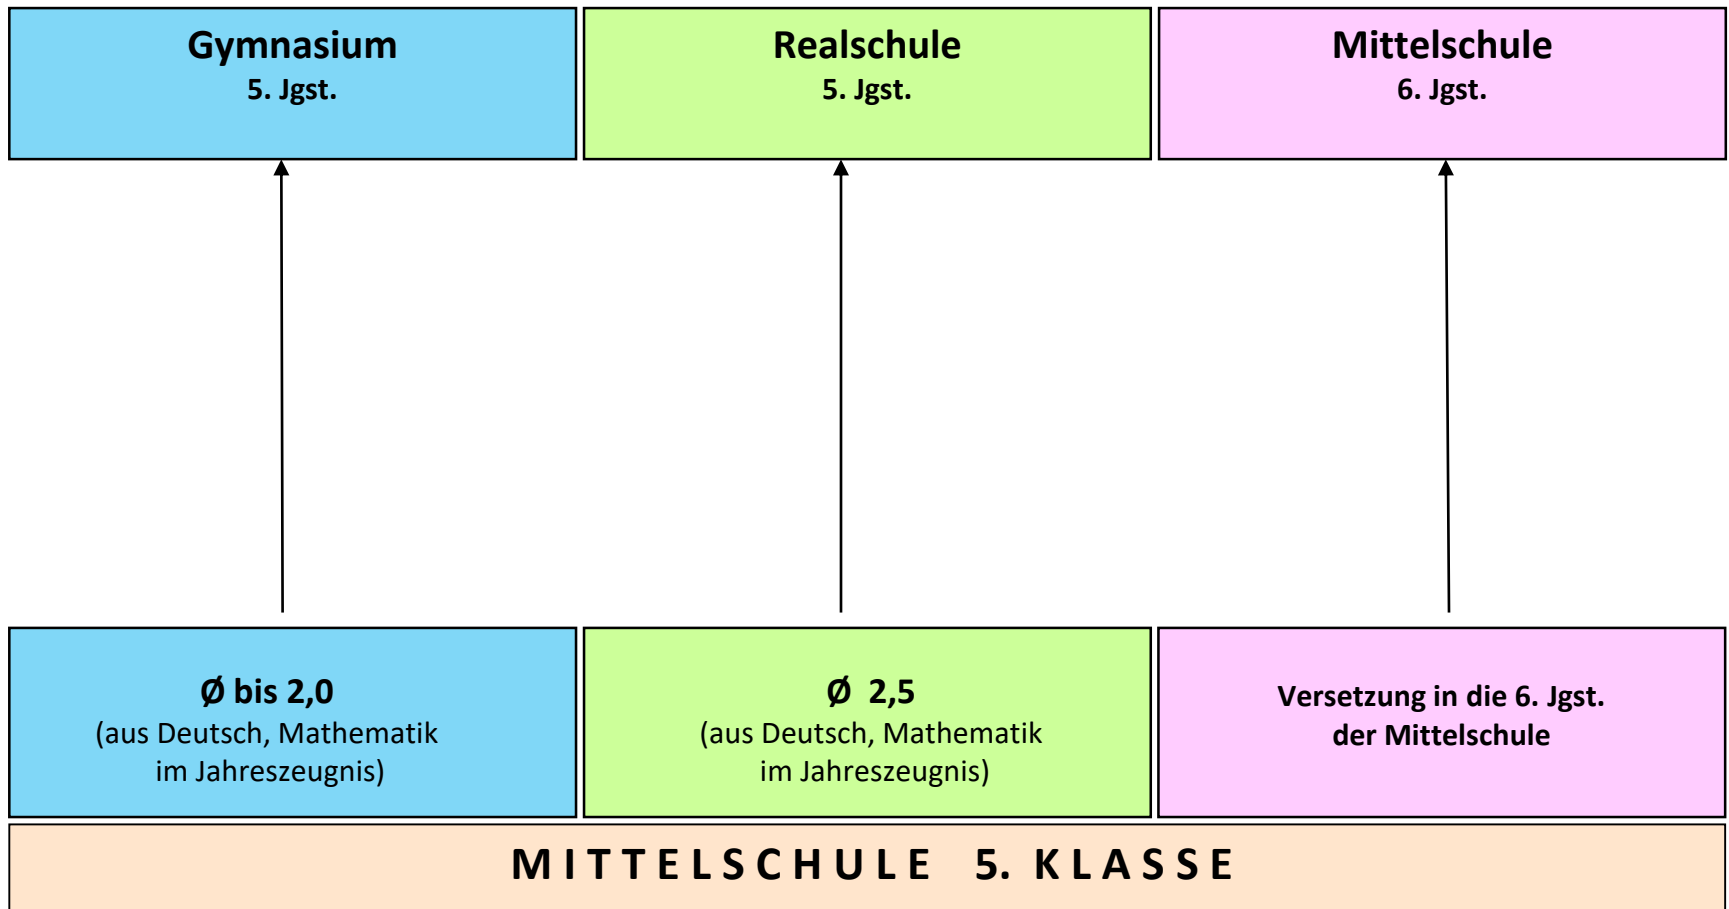 Gymnasium
5. Jgst.
Realschule
5. Jgst.
Mittelschule
6. Jgst.
Ø bis 2,0
(aus Deutsch, Mathematik
im Jahreszeugnis)
Ø 2,5
(aus Deutsch, Mathematik
im Jahreszeugnis)
Versetzung in die 6. Jgst.
der Mittelschule
MITTELSCHULE 5. KLASSE